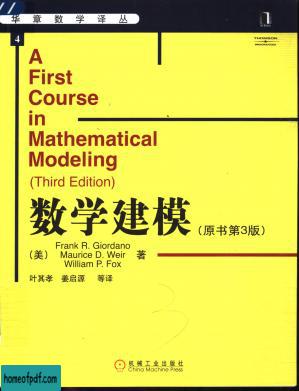 华章数学译丛
4
THOMSON
A
First
Course
in
Mathematical
Modeling
(Third Edition)
数学建模 (原书第3版)
Frank R. Giordano
(美) Maurice D. Weir 著
William P. Fox
叶其孝 姜启源 等译
机械工业出版社
China Machine Press
homeofpdf.com